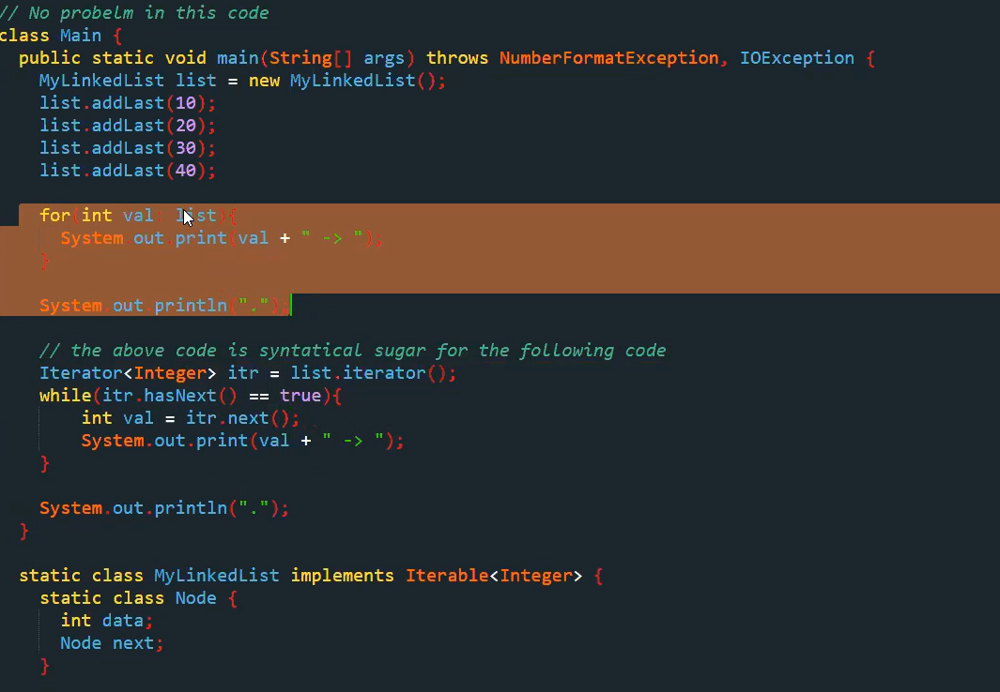 // No probelm in this code
class Main {
public static void main(String[] args) throws NumberFormatException, IOException {
MyLinkedList list = new MyLinkedList();
list.addLast(10);
list.addLast(20);
list.addLast(30);
list.addLast(40);
for(int val: list){
System.out.print(val + " -> ");
}
System.out.println(".");
// the above code is syntatical sugar for the following code
Iterator<Integer> itr = list.iterator();
while(itr.hasNext() == true){
int val = itr.next();
System.out.print(val + " -> ");
}
System.out.println(".");
}
static class MyLinkedList implements Iterable<Integer> {
static class Node {
int data;
Node next;
}